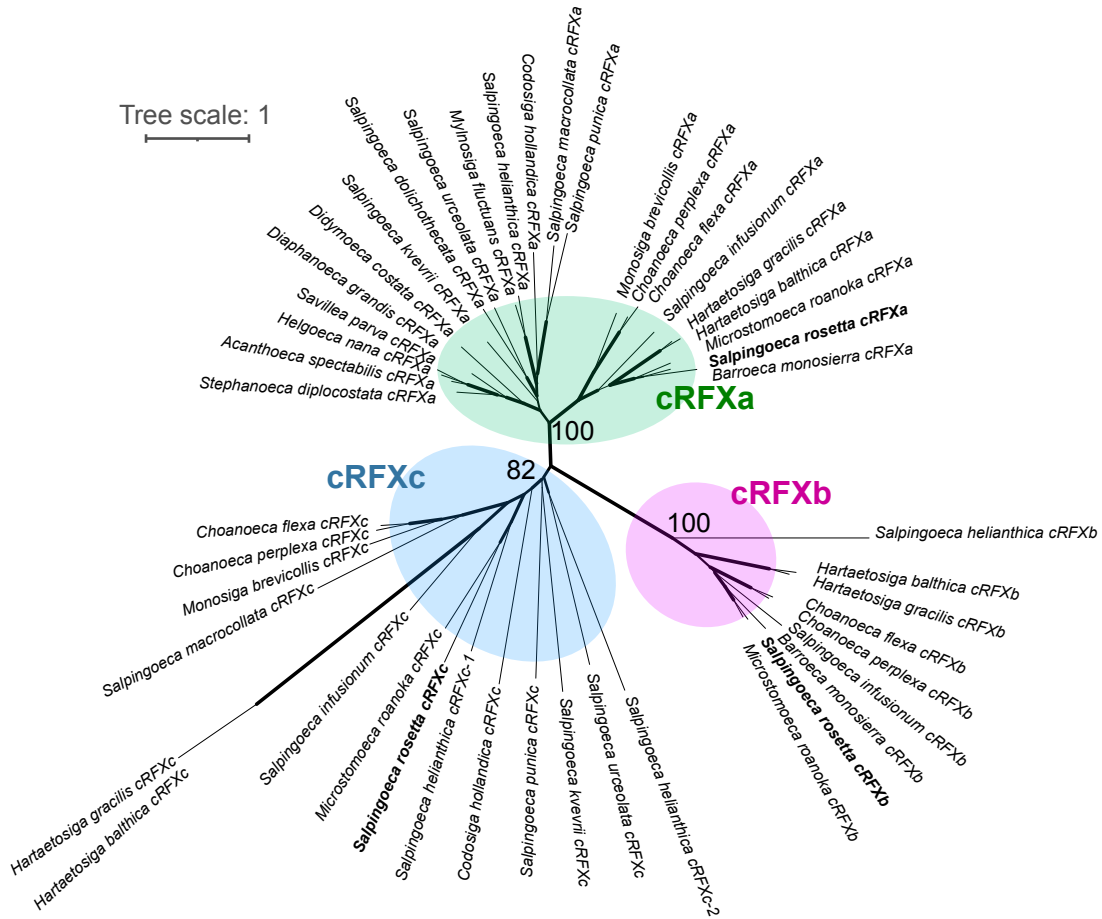 Tree scale: 1
Stephanoeca diplocostata cRFXa
Acanthoeca spectabilis cRFXa
Helgoeca nana cRFXa
Savillea parva cRFXa
Diaphanoeca grandis cRFXa
Didymoeca costata cRFXa
Salpingoeca kvevrii cRFXa
Salpingoeca dolichothecata cRFXa
Salpingoeca urceolata cRFXa
Mylnosiga fluctuans cRFXa
Salpingoeca helianthica cRFXa
Codosiga hollandica cRFXa
Salpingoeca macrocollata cRFXa
Salpingoeca punica cRFXa
Monosiga brevicollis cRFXa
Choanoeca perplexa cRFXa
Choanoeca flexa cRFXa
Salpingoeca infusionum cRFXa
Hartaetosiga gracilis cRFXa
Hartaetosiga balthica cRFXa
Microstomoeca roanoka cRFXa
Salpingoeca rosetta cRFXa
Barroeca monosierra cRFXa
cRFXa
100
82
cRFXc
cRFXb
100
Salpingoeca helianthica cRFXb
Hartaetosiga balthica cRFXb
Hartaetosiga gracilis cRFXb
Choanoeca flexa cRFXb
Choanoeca perplexa cRFXb
Salpingoeca infusionum cRFXb
Barroeca monosierra cRFXb
Salpingoeca rosetta cRFXb
Microstomoeca roanoka cRFXb
Choanoeca flexa cRFXc
Choanoeca perplexa cRFXc
Monosiga brevicollis cRFXc
Salpingoeca macrocollata cRFXc
Hartaetosiga gracilis cRFXc
Hartaetosiga balthica cRFXc
Salpingoeca infusionum cRFXc
Microstomoeca roanoka cRFXc
Salpingoeca rosetta cRFXc
Salpingoeca helianthica cRFXc-1
Codosiga hollandica cRFXc
Salpingoeca punica cRFXc
Salpingoeca kvevrii cRFXc
Salpingoeca urceolata cRFXc
Salpingoeca helianthica cRFXc-2